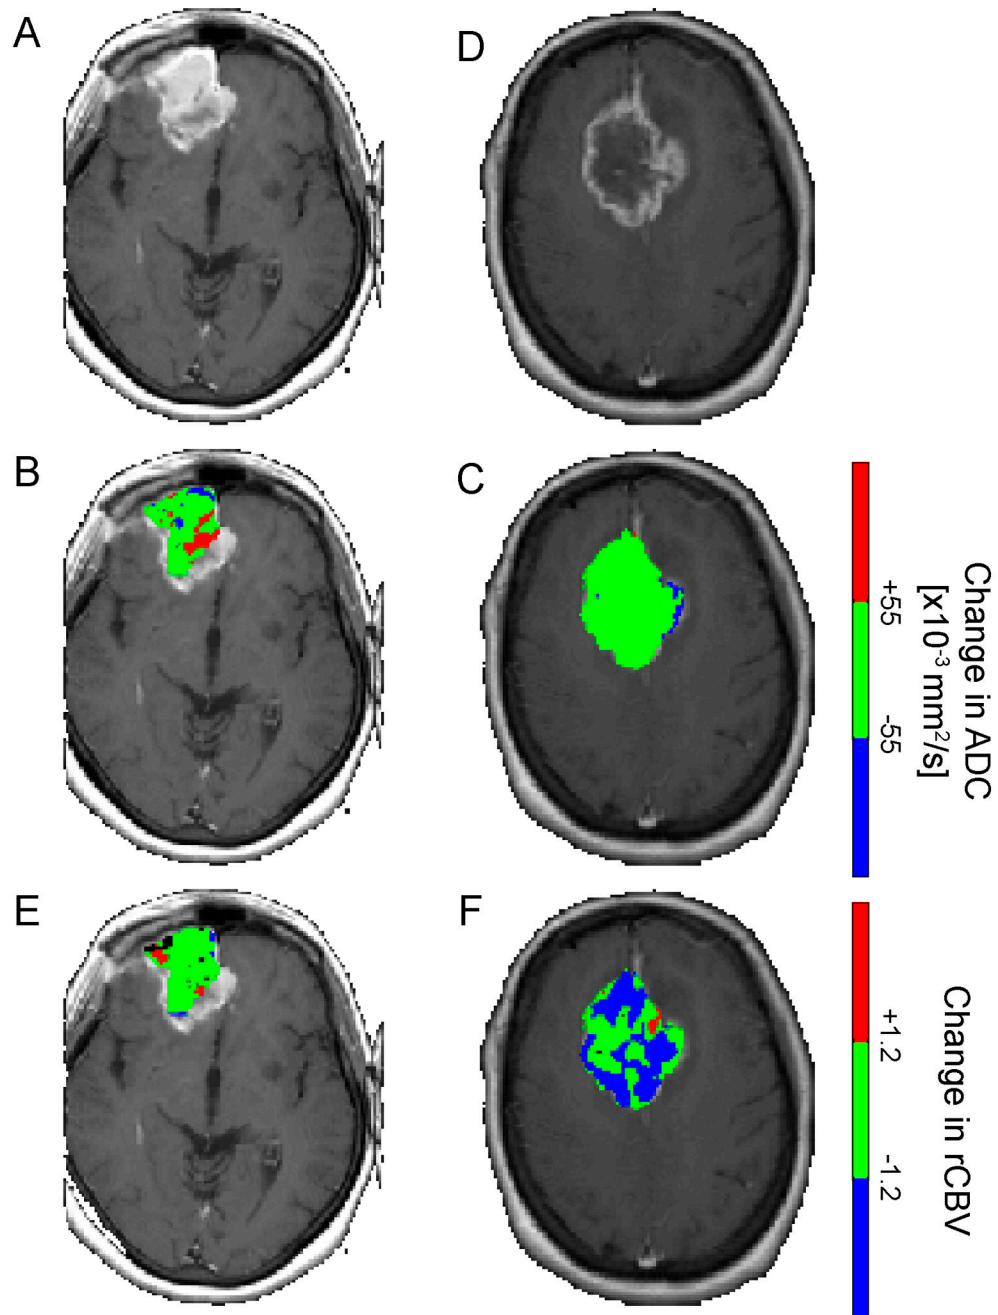 A
D
B
C
+55
-55
Change in ADC
[x10⁻³ mm²/s]
E
F
+1.2
-1.2
Change in rCBV